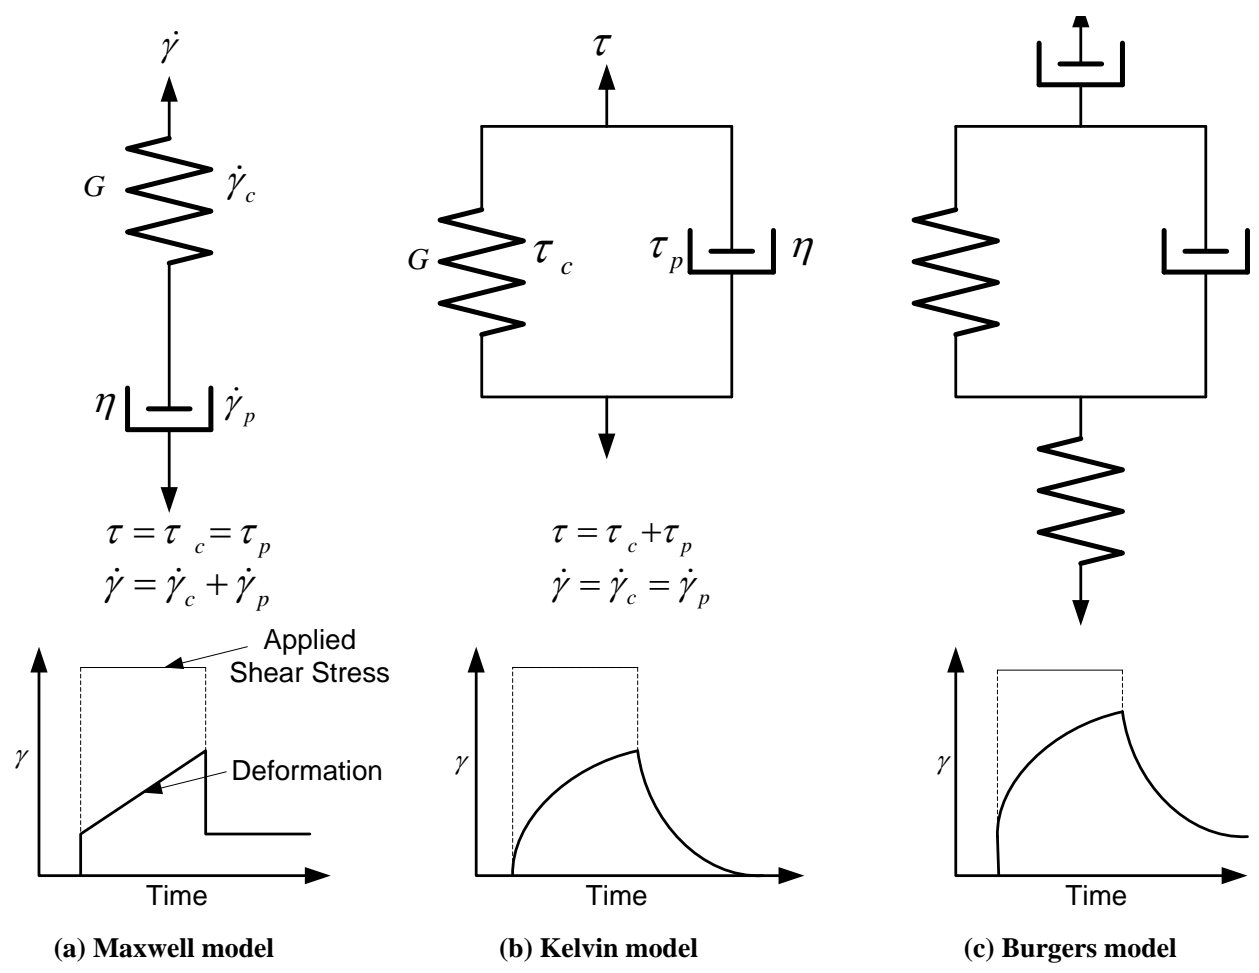 γ̇
G
γ̇_c
η
γ̇_p
τ = τ_c = τ_p
γ̇ = γ̇_c + γ̇_p
Applied
Shear Stress
Deformation
γ
Time
(a) Maxwell model
τ
G
τ_c
τ_p
η
τ = τ_c + τ_p
γ̇ = γ̇_c = γ̇_p
γ
Time
(b) Kelvin model
γ
Time
(c) Burgers model